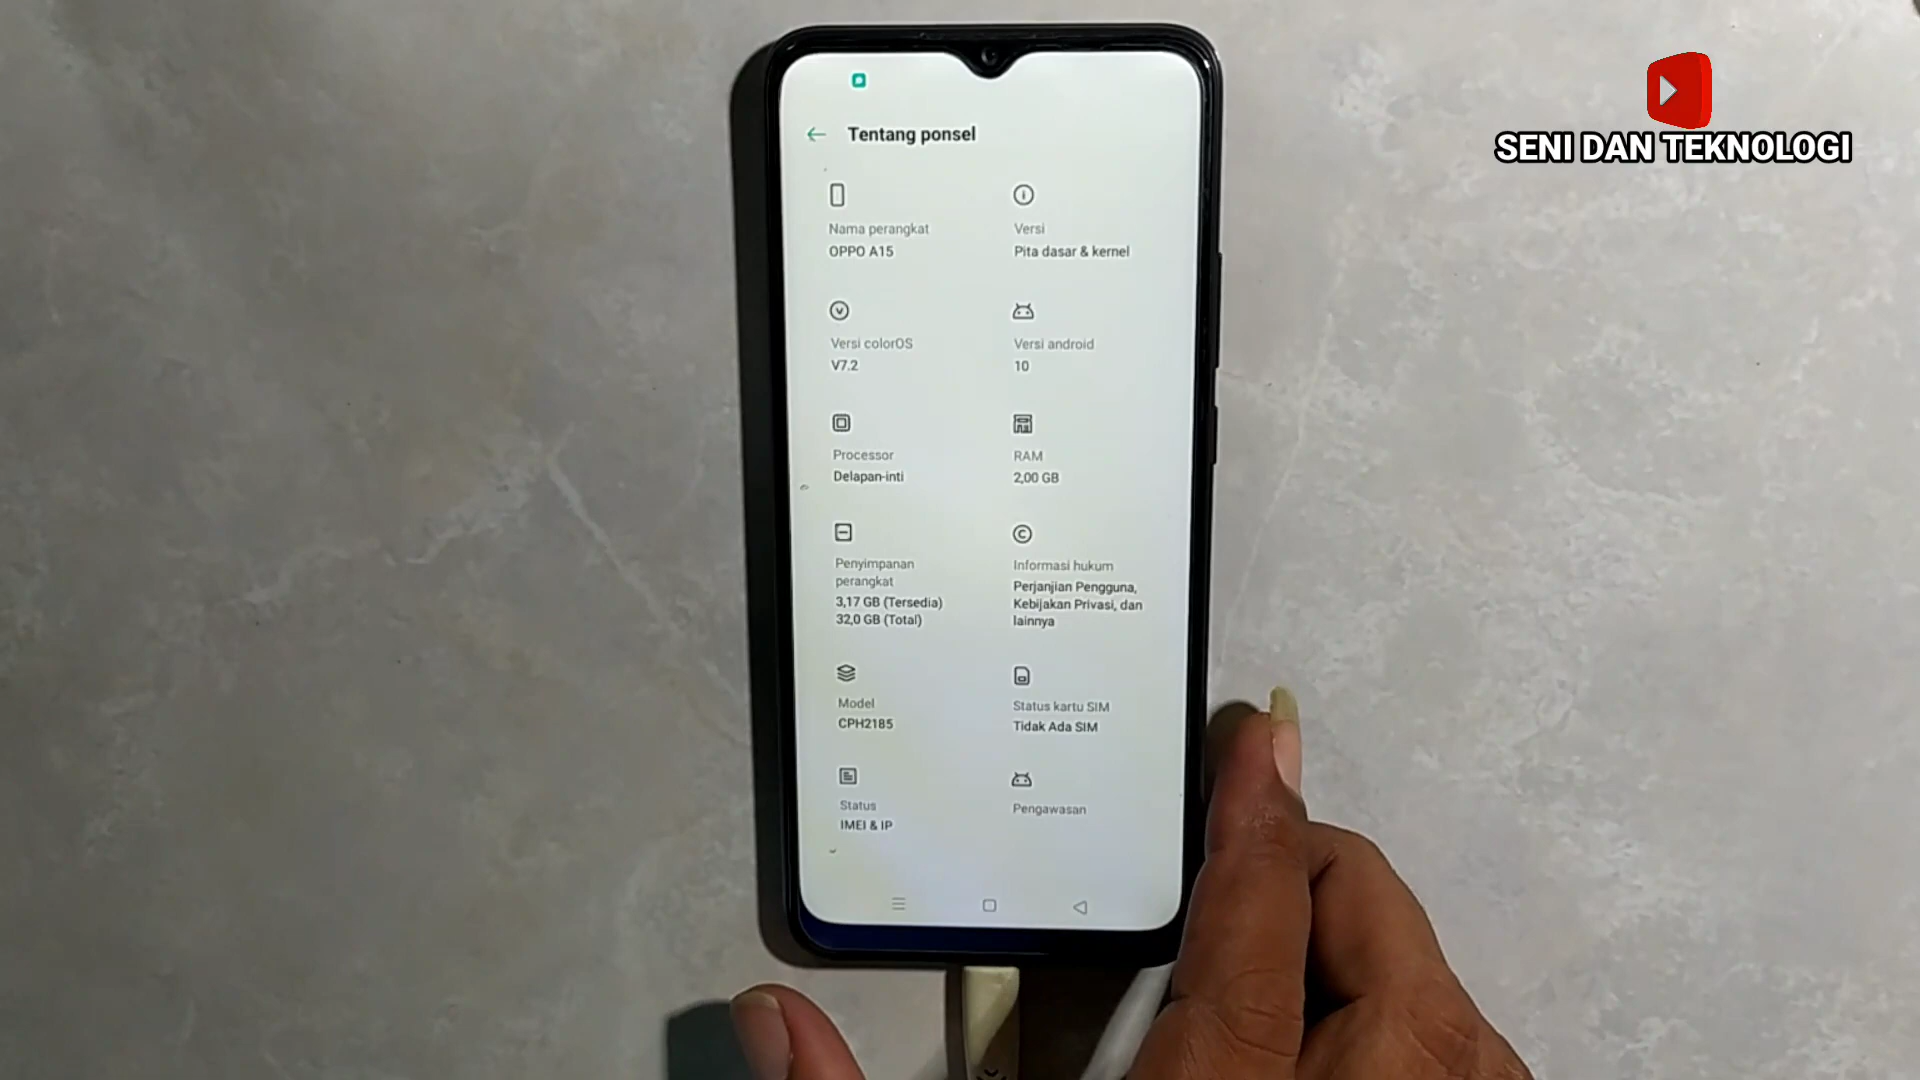 SENI DAN TEKNOLOGI
Tentang ponsel
Nama perangkat
OPPO A15
Versi
Pita dasar & kernel
Versi colorOS
V7.2
Versi android
10
Processor
Delapan-inti
RAM
2,00 GB
Penyimpanan
perangkat
3,17 GB (Tersedia)
32,0 GB (Total)
Informasi hukum
Perjanjian Pengguna,
Kebijakan Privasi, dan
lainnya
Model
CPH2185
Status kartu SIM
Tidak Ada SIM
Status
IMEI & IP
Pengawasan